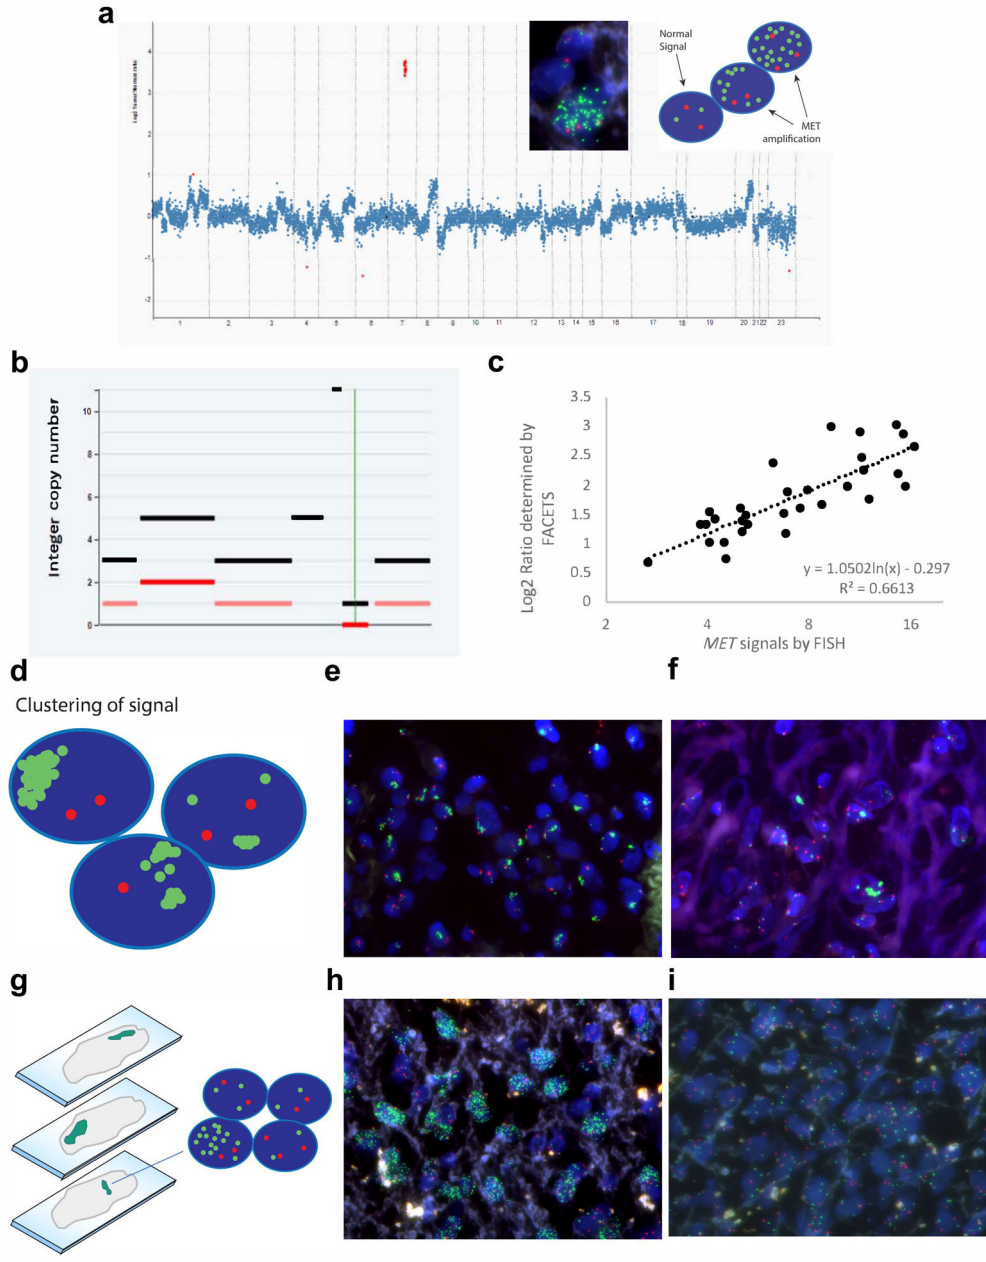 a
Log2 Tumor/Normal ratio
4
3
2
1
0
-1
-2
1 2 3 4 5 6 7 8 9 10 11 12 13 14 15 16 17 18 19 20 21 22 23
Normal
Signal
MET
amplification
b
Integer copy number
10
8
6
4
2
0
c
Log2 Ratio determined by
FACETS
3.5
3
2.5
2
1.5
1
0.5
0
y = 1.0502ln(x) - 0.297
R² = 0.6613
2 4 8 16
MET signals by FISH
d
Clustering of signal
e
f
g
h
i